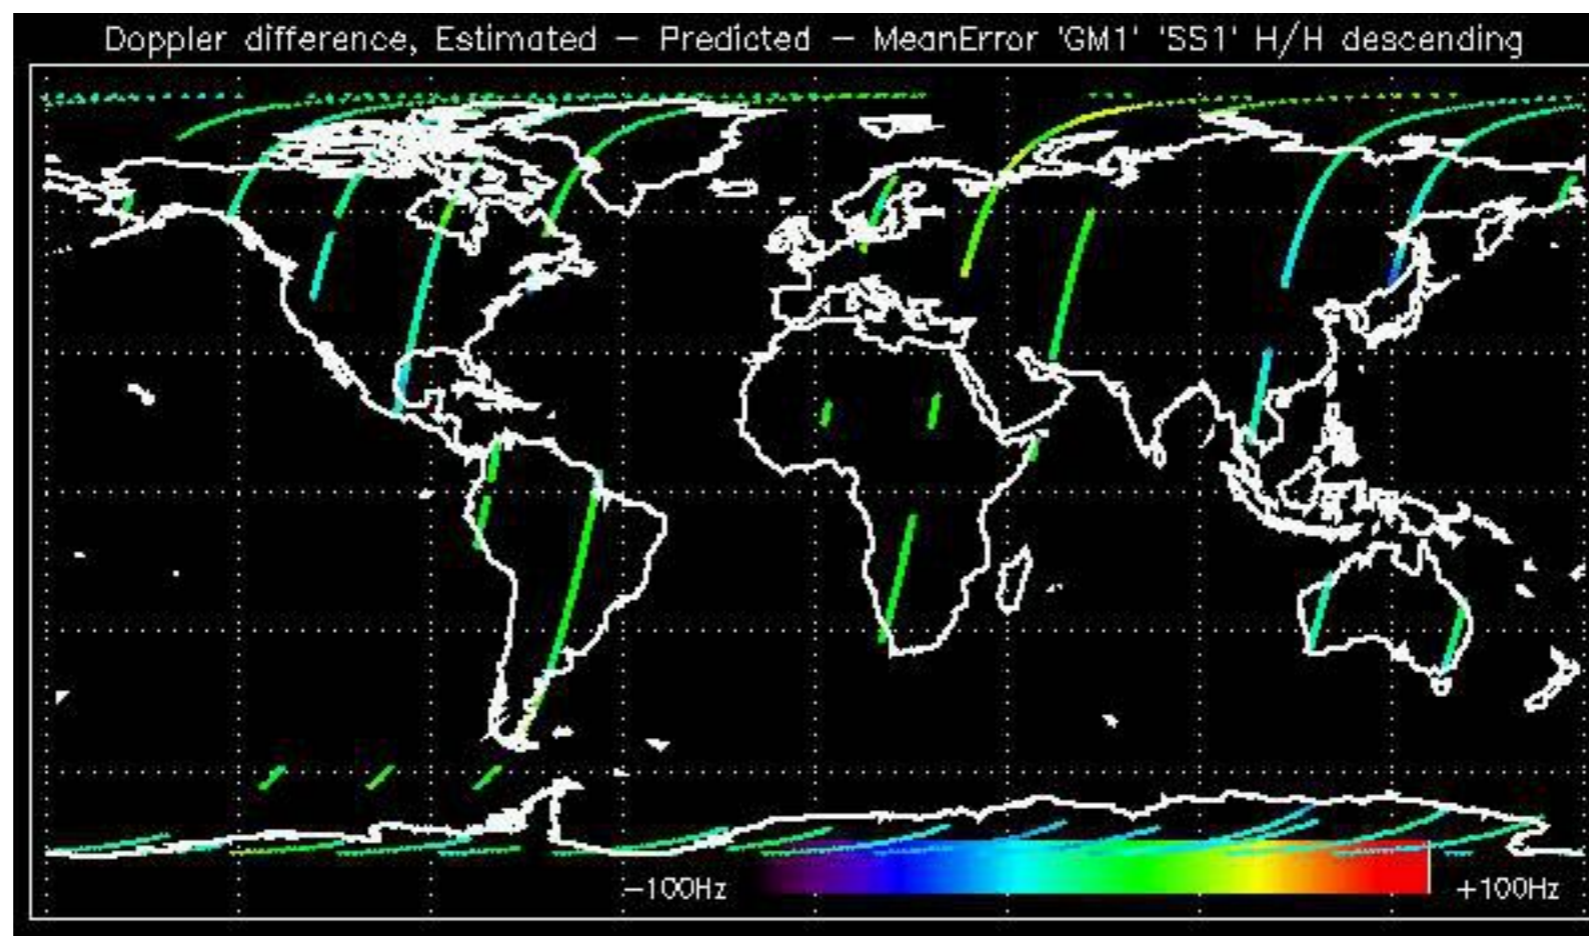 Doppler difference, Estimated – Predicted – MeanError 'GM1' 'SS1' H/H descending
–100Hz +100Hz